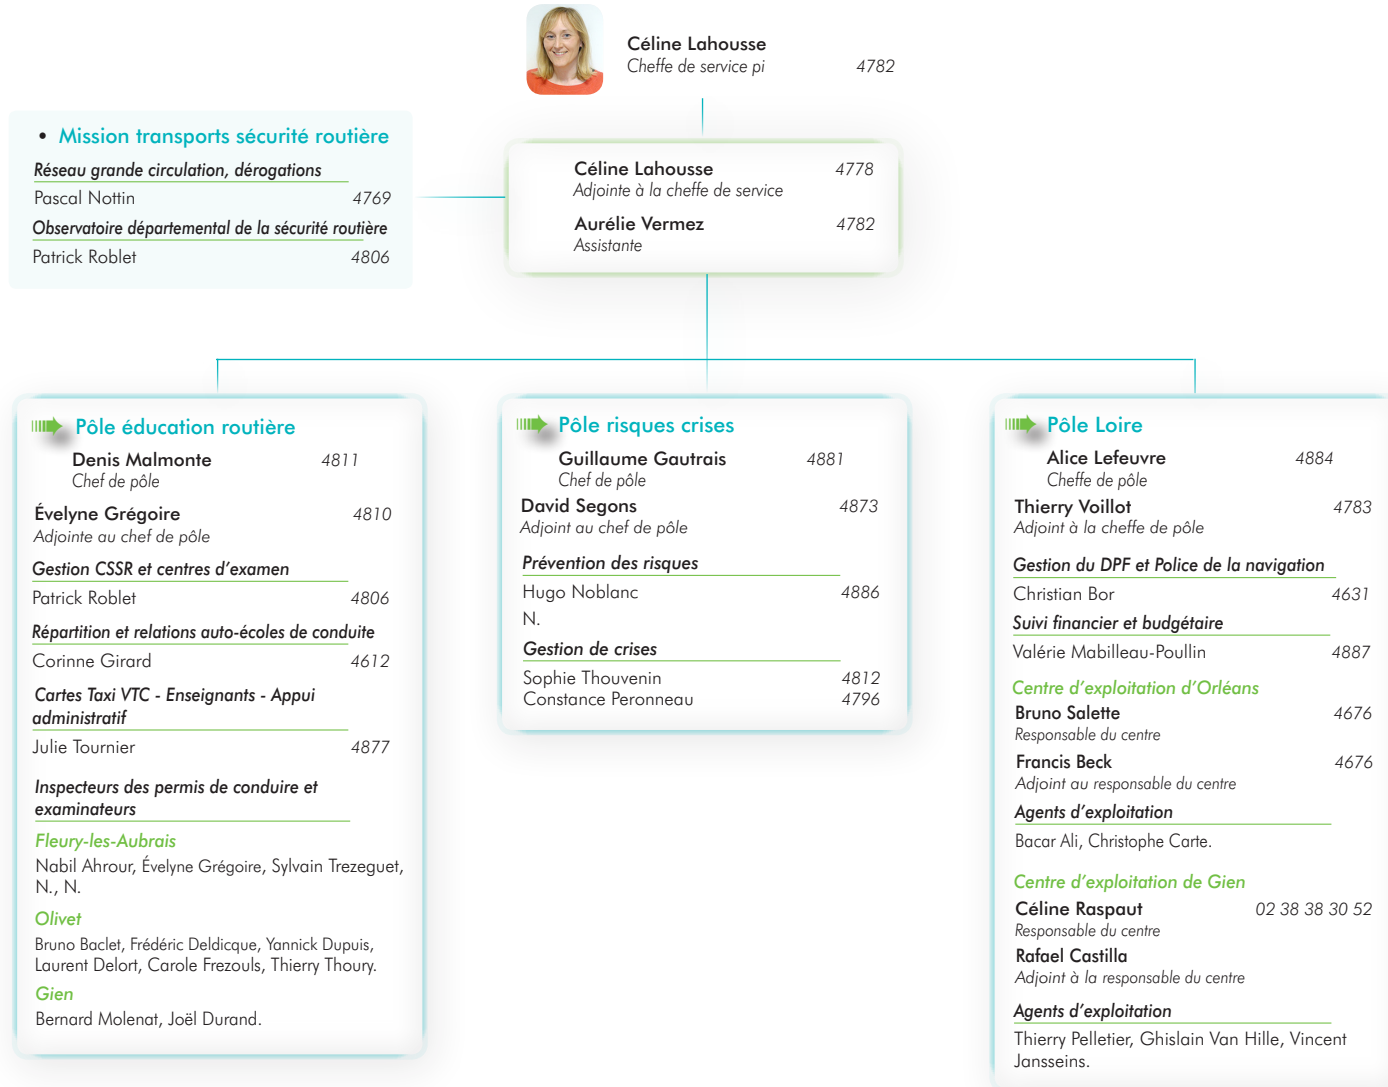 Céline Lahousse
Cheffe de service pi 4782
• Mission transports sécurité routière
Réseau grande circulation, dérogations
Pascal Nottin 4769
Observatoire départemental de la sécurité routière
Patrick Roblet 4806
Céline Lahousse 4778
Adjointe à la cheffe de service
Aurélie Vermez 4782
Assistante
Pôle éducation routière
Denis Malmonte 4811
Chef de pôle
Évelyne Grégoire 4810
Adjointe au chef de pôle
Gestion CSSR et centres d’examen
Patrick Roblet 4806
Répartition et relations auto-écoles de conduite
Corinne Girard 4612
Cartes Taxi VTC - Enseignants - Appui
administratif
Julie Tournier 4877
Inspecteurs des permis de conduire et
examinateurs
Fleury-les-Aubrais
Nabil Ahrour, Évelyne Grégoire, Sylvain Trezeguet,
N., N.
Olivet
Bruno Baclet, Frédéric Deldicque, Yannick Dupuis,
Laurent Delort, Carole Frezouls, Thierry Thoury.
Gien
Bernard Molenat, Joël Durand.
Pôle risques crises
Guillaume Gautrais 4881
Chef de pôle
David Segons 4873
Adjoint au chef de pôle
Prévention des risques
Hugo Noblanc 4886
N.
Gestion de crises
Sophie Thouvenin 4812
Constance Peronneau 4796
Pôle Loire
Alice Lefeuvre 4884
Cheffe de pôle
Thierry Voillot 4783
Adjoint à la cheffe de pôle
Gestion du DPF et Police de la navigation
Christian Bor 4631
Suivi financier et budgétaire
Valérie Mabilleau-Poullin 4887
Centre d’exploitation d’Orléans
Bruno Salette 4676
Responsable du centre
Francis Beck 4676
Adjoint au responsable du centre
Agents d’exploitation
Bacar Ali, Christophe Carte.
Centre d’exploitation de Gien
Céline Raspaut 02 38 38 30 52
Responsable du centre
Rafael Castilla
Adjoint à la responsable du centre
Agents d’exploitation
Thierry Pelletier, Ghislain Van Hille, Vincent
Jansseins.